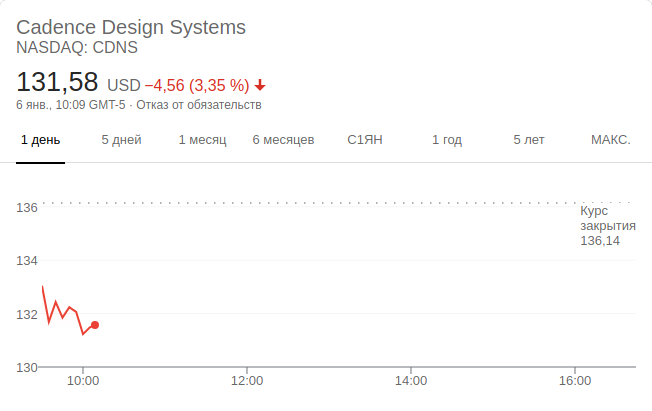 Cadence Design Systems
NASDAQ: CDNS
131,58 USD −4,56 (3,35 %)
6 янв., 10:09 GMT-5 · Отказ от обязательств
1 день 5 дней 1 месяц 6 месяцев С1ЯН 1 год 5 лет МАКС.
136
Курс
закрытия
136,14
134
132
130
10:00 12:00 14:00 16:00